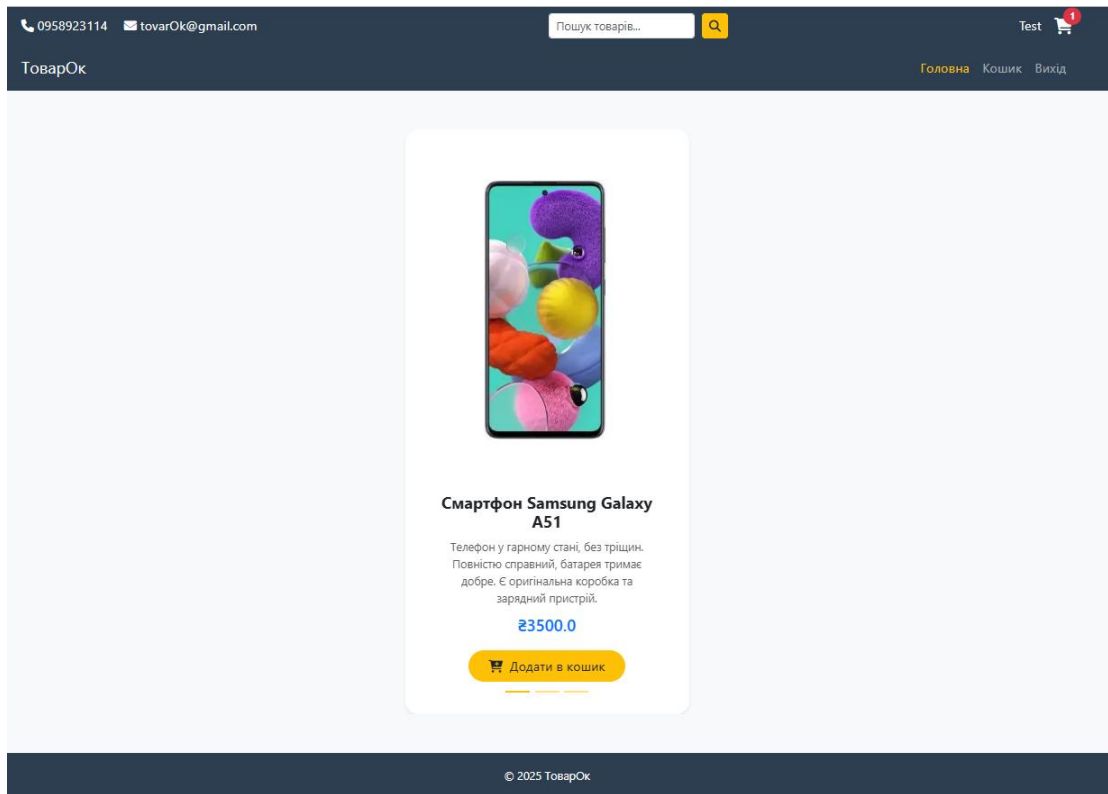 0958923114 tovarOk@gmail.com Пошук товарів... Test 1
ТоварОк Головна Кошик Вихід
Смартфон Samsung Galaxy
A51
Телефон у гарному стані, без тріщин.
Повністю справний, батарея тримає
добре. Є оригінальна коробка та
зарядний пристрій.
₴3500.0
Додати в кошик
© 2025 ТоварОк